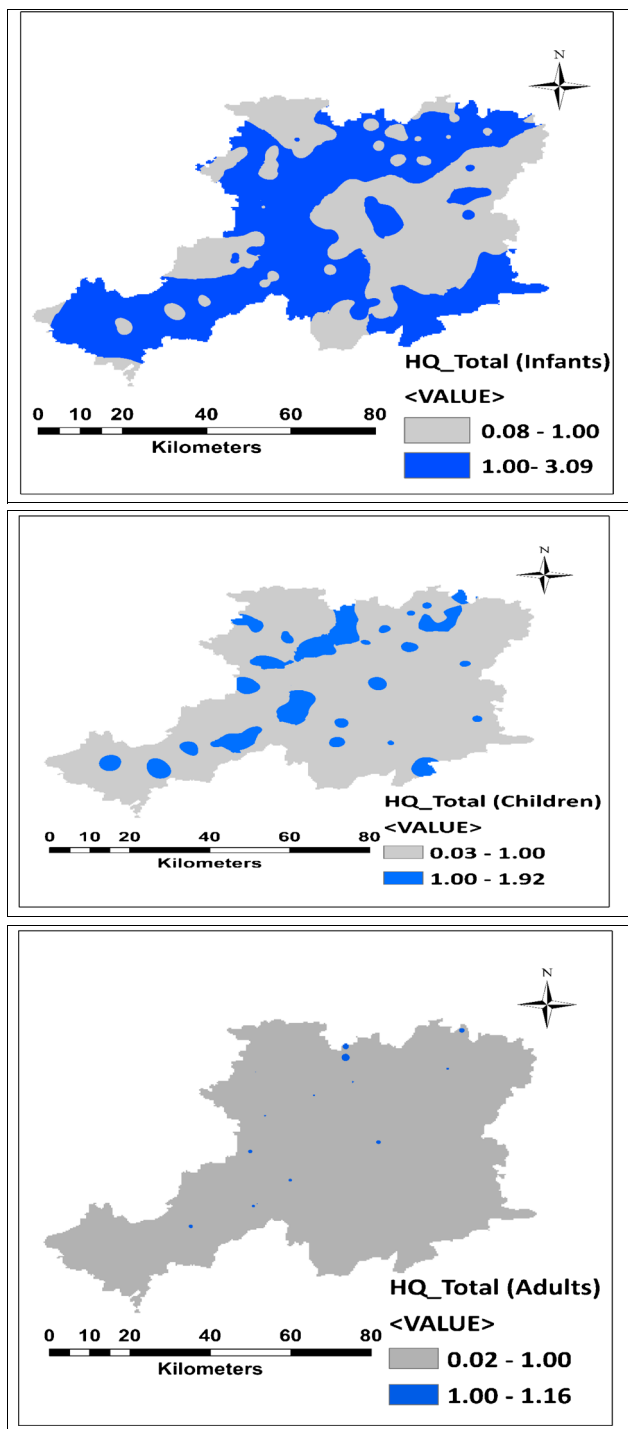 N
HQ_Total (Infants)
<VALUE>
0.08 - 1.00
1.00- 3.09
0 20 40 60 80
Kilometers
N
HQ_Total (Children)
<VALUE>
0.03 - 1.00
1.00 - 1.92
0 10 20 40 60 80
Kilometers
N
HQ_Total (Adults)
<VALUE>
0.02 - 1.00
1.00 - 1.16
0 10 20 40 60 80
Kilometers